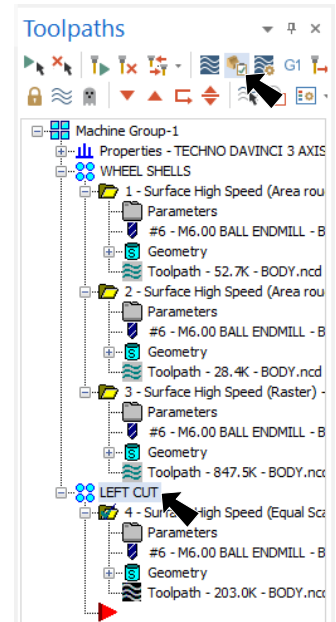 Toolpaths
G1
Machine Group-1
Properties - TECHNO DAVINCI 3 AXIS
WHEEL SHELLS
1 - Surface High Speed (Area rou
Parameters
#6 - M6.00 BALL ENDMILL - B
Geometry
Toolpath - 52.7K - BODY.ncd
2 - Surface High Speed (Area rou
Parameters
#6 - M6.00 BALL ENDMILL - B
Geometry
Toolpath - 28.4K - BODY.ncd
3 - Surface High Speed (Raster) -
Parameters
#6 - M6.00 BALL ENDMILL - B
Geometry
Toolpath - 847.5K - BODY.nc
LEFT CUT
4 - Surface High Speed (Equal Sca
Parameters
#6 - M6.00 BALL ENDMILL - B
Geometry
Toolpath - 203.0K - BODY.nc